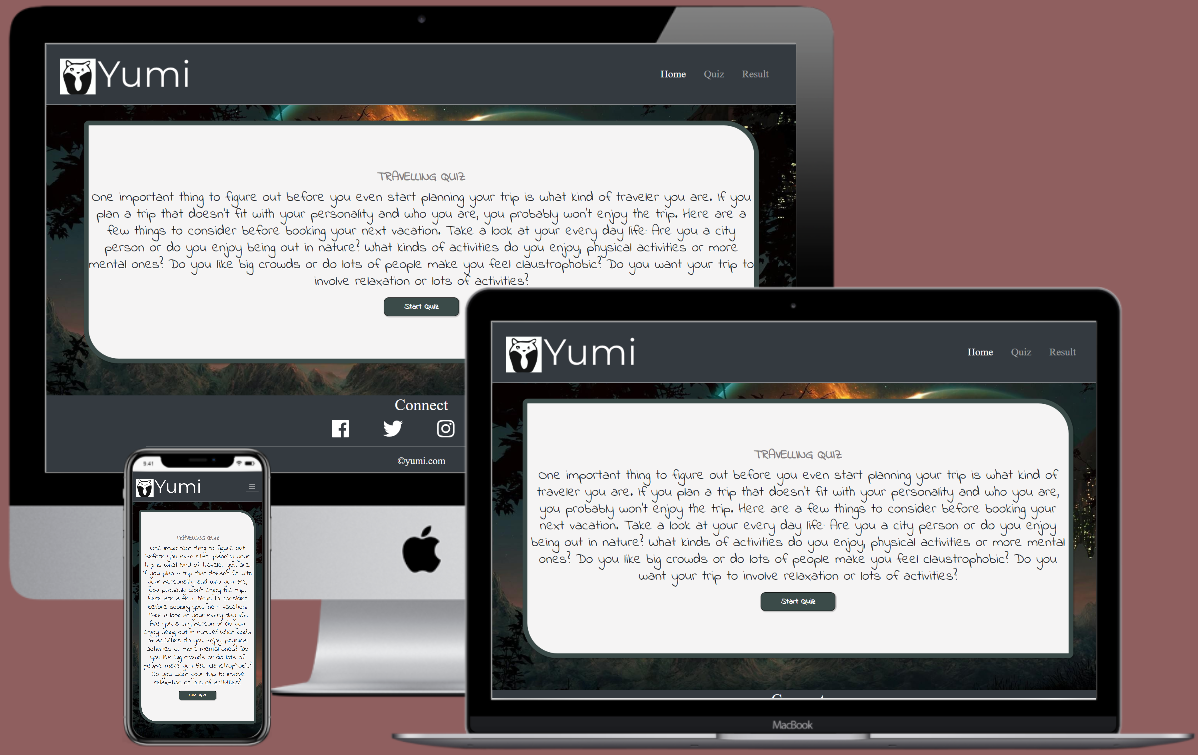 Yumi
Home Quiz Result
TRAVELLING QUIZ
One important thing to figure out before you even start planning your trip is what kind of traveler you are. If you
plan a trip that doesn't fit with your personality and who you are, you probably won't enjoy the trip. Here are a
few things to consider before booking your next vacation. Take a look at your every day life: Are you a city
person or do you enjoy being out in nature? What kinds of activities do you enjoy, physical activities or more
mental ones? Do you like big crowds or do lots of people make you feel claustrophobic? Do you want your trip to
involve relaxation or lots of activities?
Start Quiz
Connect
©yumi.com
Yumi
Home Quiz Result
TRAVELLING QUIZ
One important thing to figure out before you even start planning your trip is what kind of
traveler you are. If you plan a trip that doesn't fit with your personality and who you are,
you probably won't enjoy the trip. Here are a few things to consider before booking your
next vacation. Take a look at your every day life: Are you a city person or do you enjoy
being out in nature? What kinds of activities do you enjoy, physical activities or more mental
ones? Do you like big crowds or do lots of people make you feel claustrophobic? Do you
want your trip to involve relaxation or lots of activities?
Start Quiz
MacBook
9:41
Yumi
TRAVELLING QUIZ